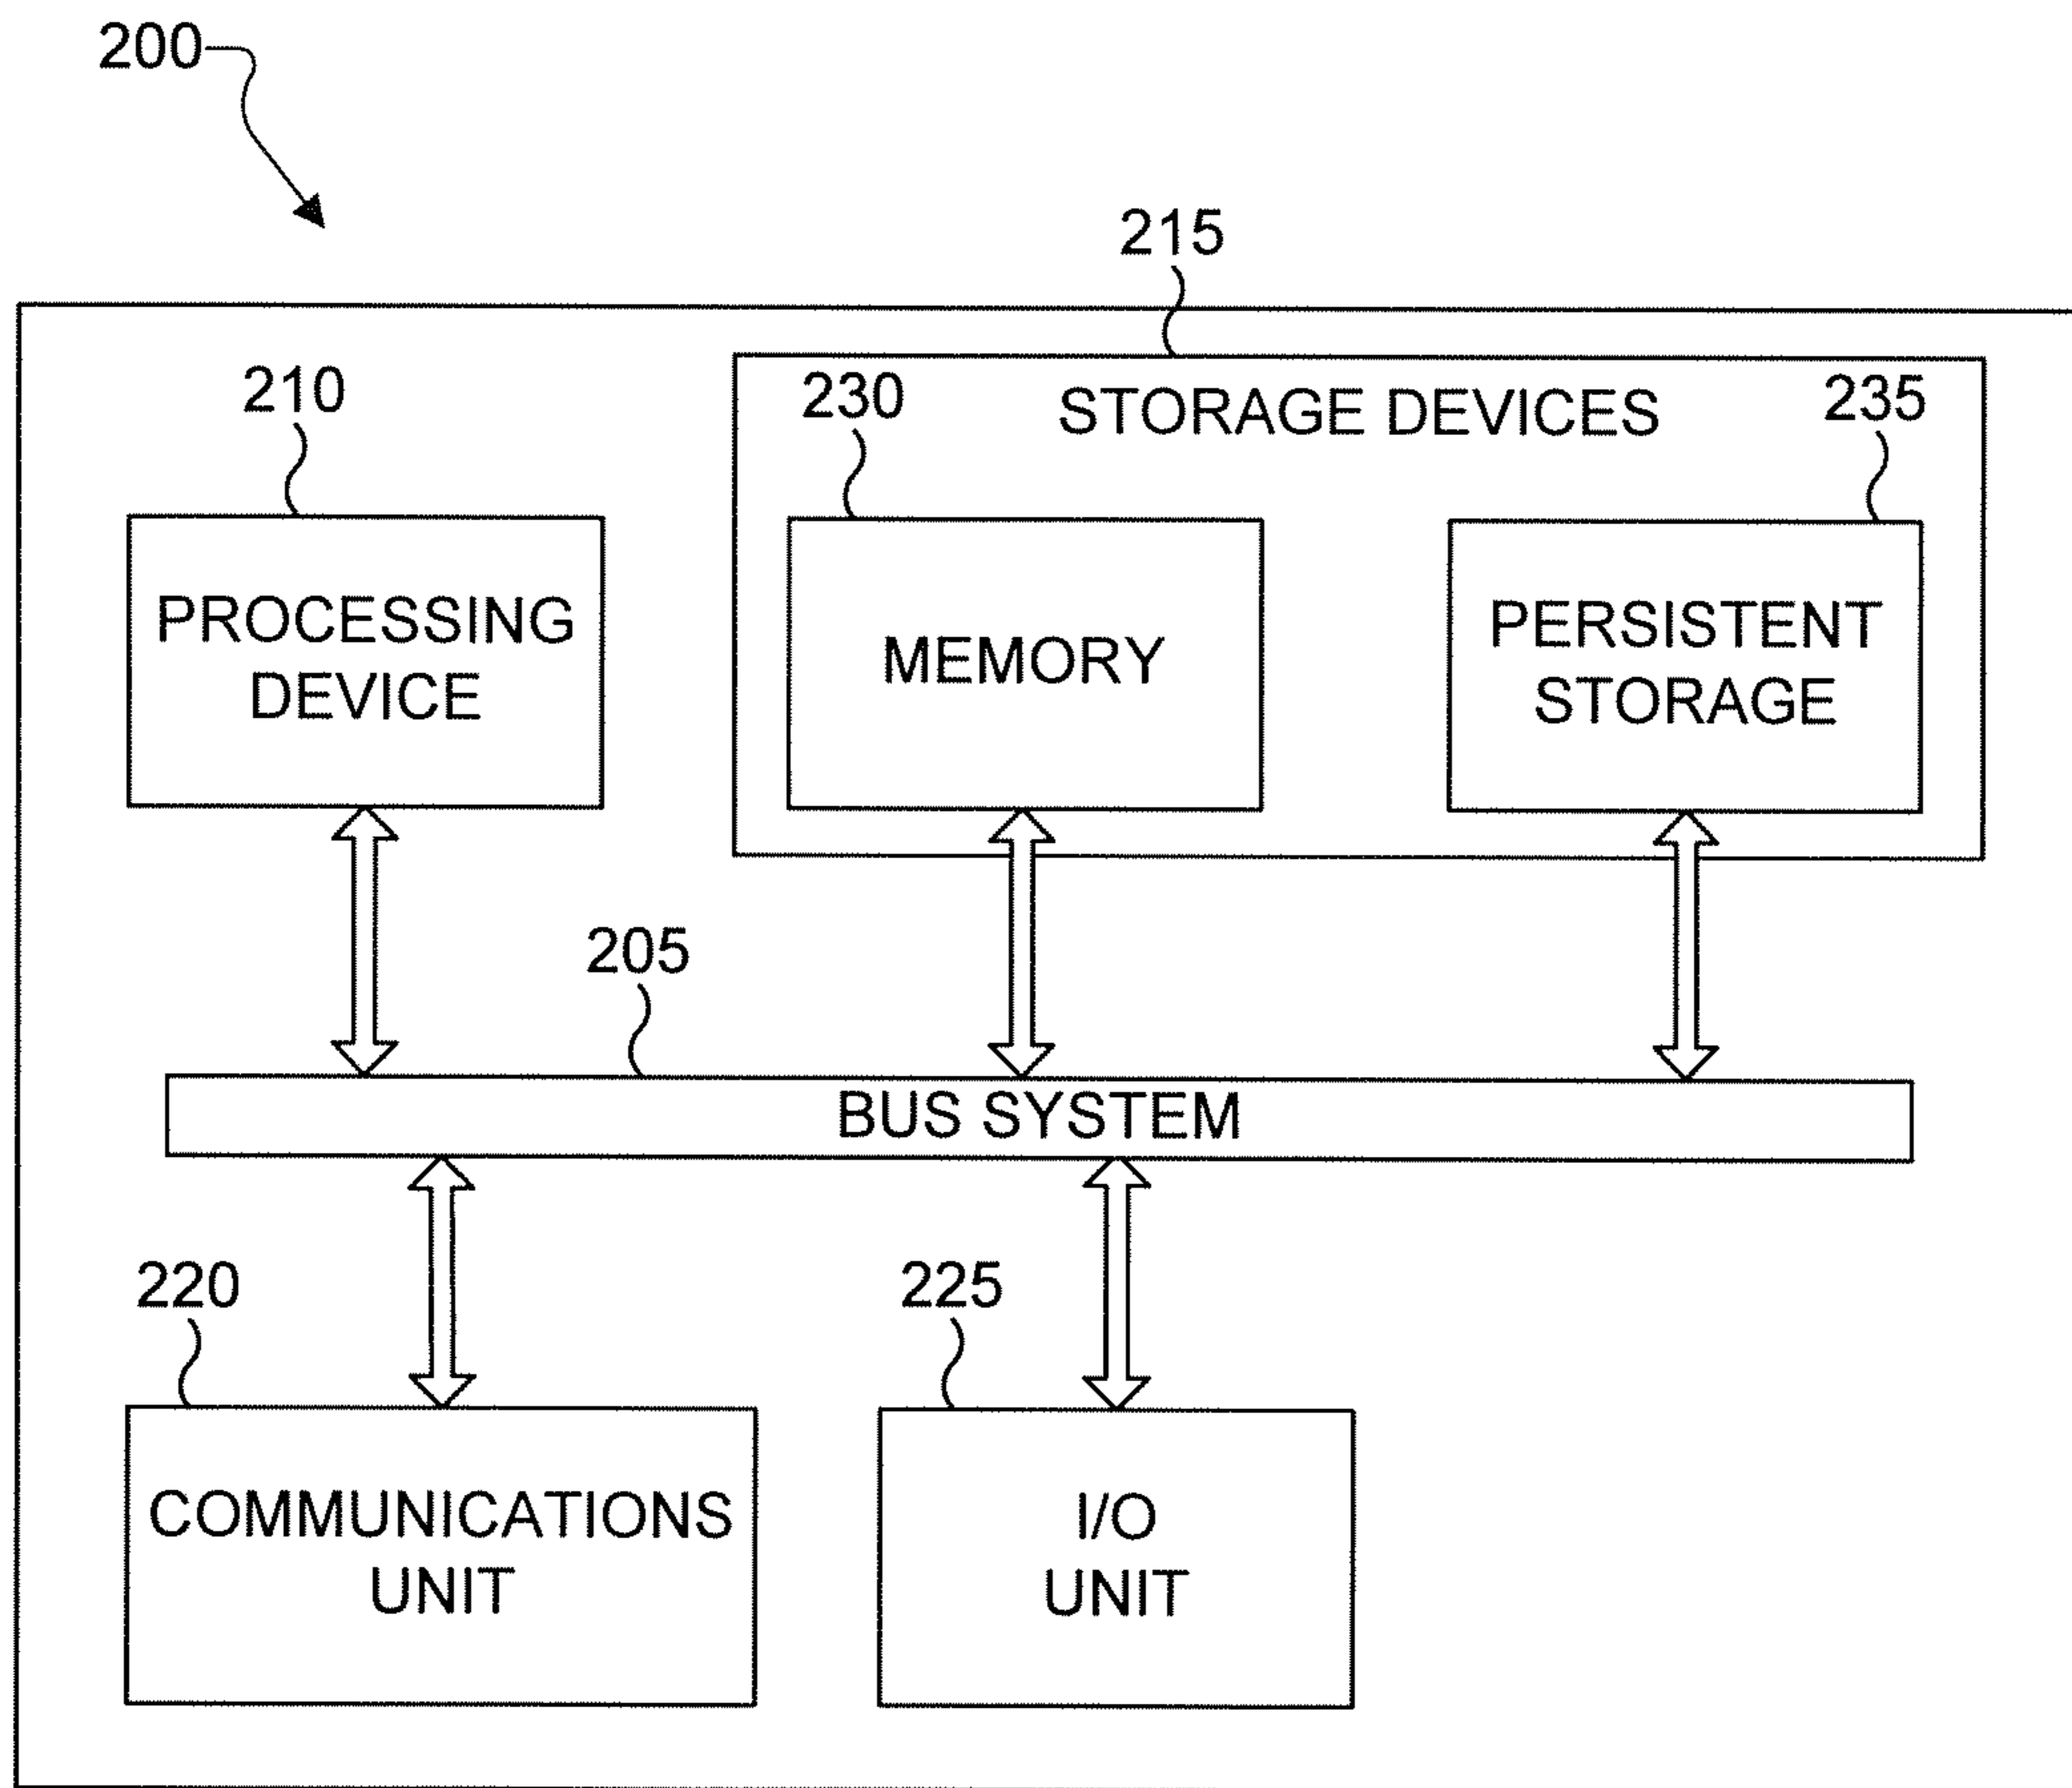 200
215
210
230
STORAGE DEVICES
235
PROCESSING
DEVICE
MEMORY
PERSISTENT
STORAGE
205
BUS SYSTEM
220
225
COMMUNICATIONS
UNIT
I/O
UNIT